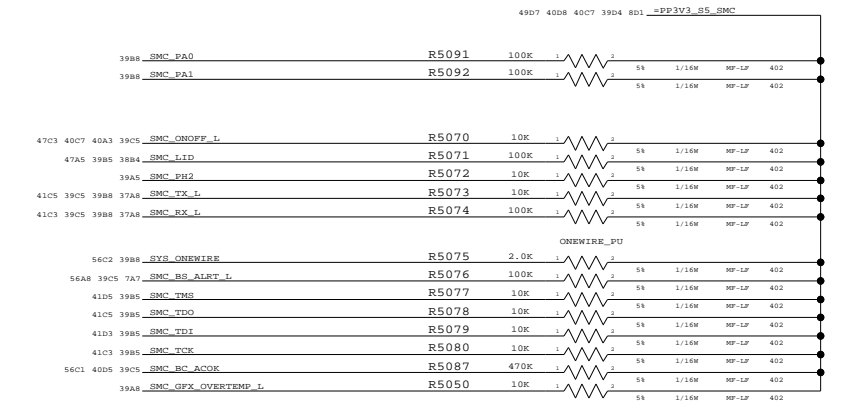 49D7 40D8 40C7 39D4 8D1 =PP3V3_S5_SMC
39B8 SMC_PA0 R5091 100K 1 2
5% 1/16W MF-LF 402
39B8 SMC_PA1 R5092 100K 1 2
5% 1/16W MF-LF 402
47C3 40C7 40A3 39C5 SMC_ONOFF_L R5070 10K 1 2
5% 1/16W MF-LF 402
47A5 39B5 38B4 SMC_LID R5071 100K 1 2
5% 1/16W MF-LF 402
39A5 SMC_PH2 R5072 10K 1 2
5% 1/16W MF-LF 402
41C5 39C5 39B8 37A8 SMC_TX_L R5073 10K 1 2
5% 1/16W MF-LF 402
41C3 39C5 39B8 37A8 SMC_RX_L R5074 100K 1 2
5% 1/16W MF-LF 402
ONEWIRE_PU
56C2 39B8 SYS_ONEWIRE R5075 2.0K 1 2
5% 1/16W MF-LF 402
56A8 39C5 7A7 SMC_BS_ALRT_L R5076 100K 1 2
5% 1/16W MF-LF 402
41D5 39B5 SMC_TMS R5077 10K 1 2
5% 1/16W MF-LF 402
41C5 39B5 SMC_TDO R5078 10K 1 2
5% 1/16W MF-LF 402
41D3 39B5 SMC_TDI R5079 10K 1 2
5% 1/16W MF-LF 402
41C3 39B5 SMC_TCK R5080 10K 1 2
5% 1/16W MF-LF 402
56C1 40D5 39C5 SMC_BC_ACOK R5087 470K 1 2
5% 1/16W MF-LF 402
39A8 SMC_GFX_OVERTEMP_L R5050 10K 1 2
5% 1/16W MF-LF 402